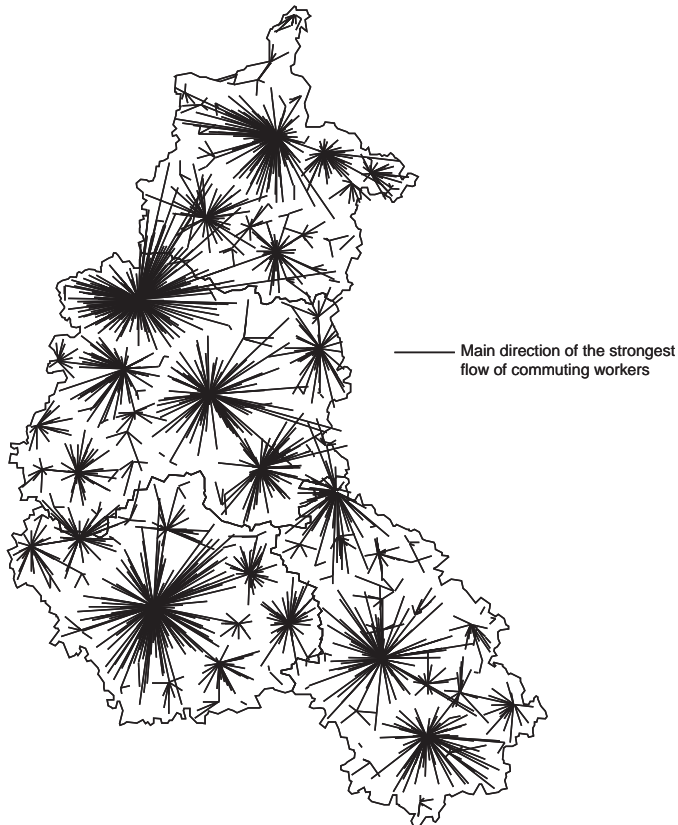 Main direction of the strongest
flow of commuting workers